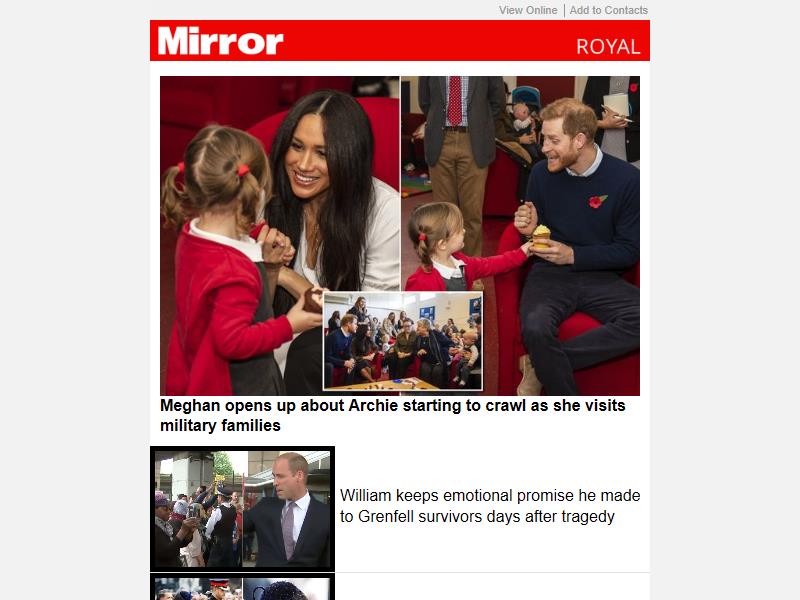 View Online | Add to Contacts
Mirror ROYAL
Meghan opens up about Archie starting to crawl as she visits
military families
William keeps emotional promise he made
to Grenfell survivors days after tragedy